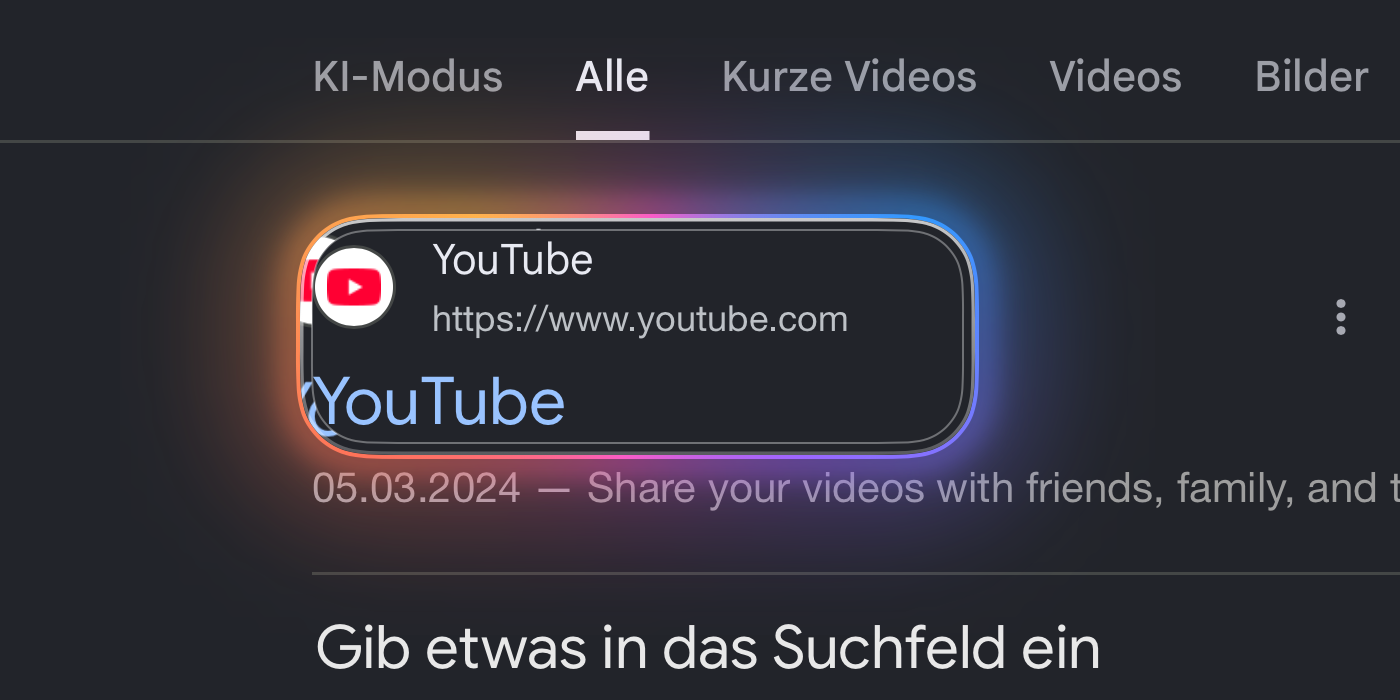 KI-Modus Alle Kurze Videos Videos Bilder
YouTube
https://www.youtube.com
YouTube
05.03.2024 — Share your videos with friends, family, and
Gib etwas in das Suchfeld ein